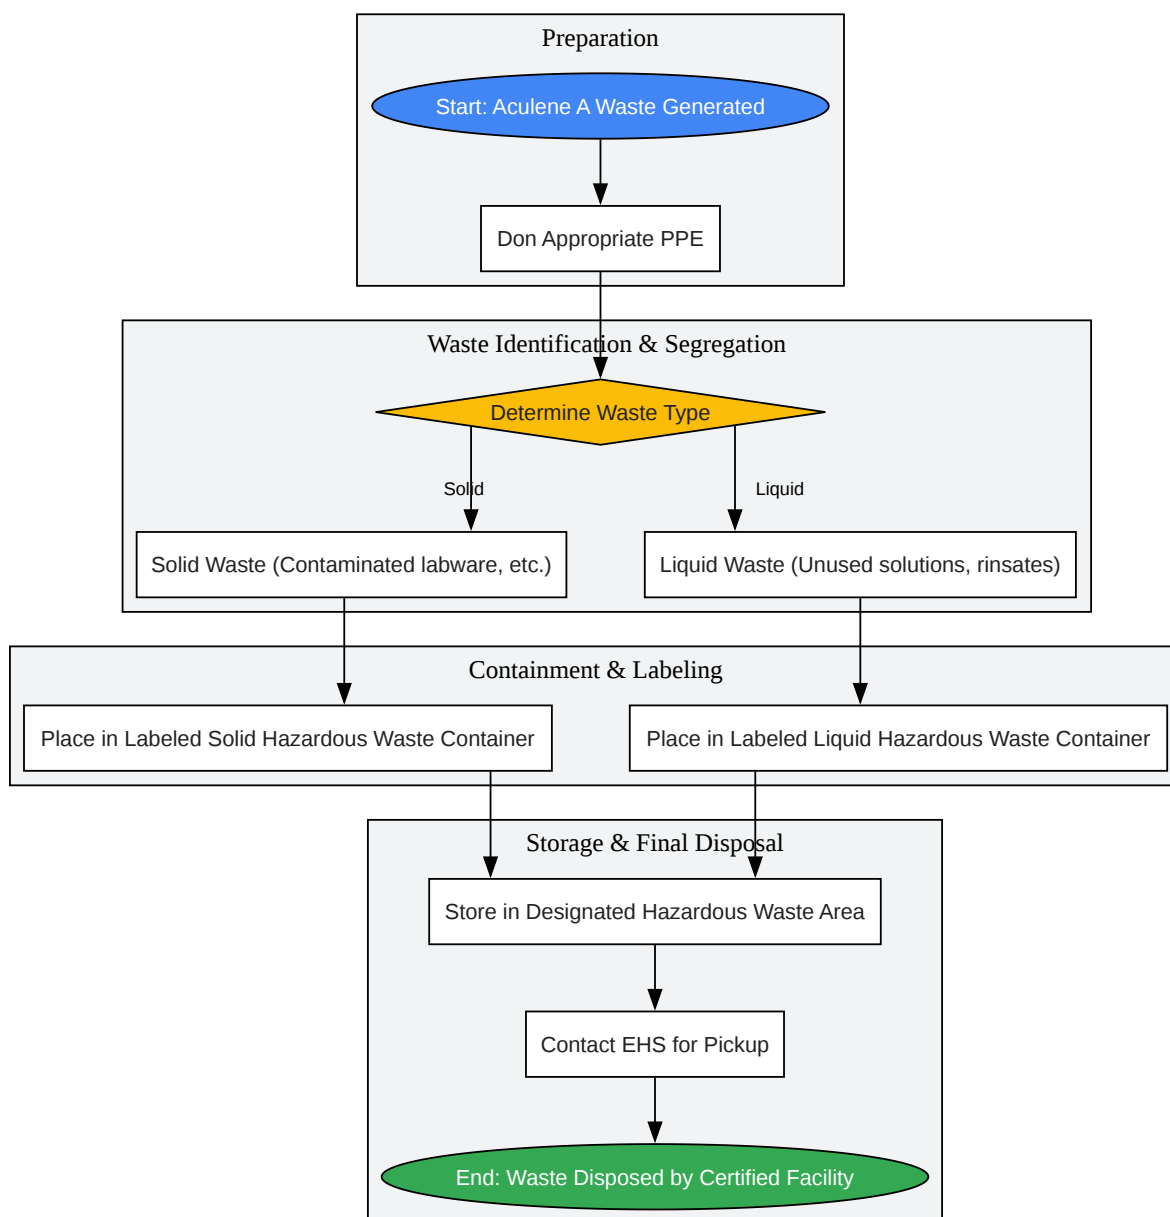 Preparation
Start: Aculene A Waste Generated
Don Appropriate PPE
Waste Identification & Segregation
Determine Waste Type
Solid
Liquid
Solid Waste (Contaminated labware, etc.)
Liquid Waste (Unused solutions, rinsates)
Containment & Labeling
Place in Labeled Solid Hazardous Waste Container
Place in Labeled Liquid Hazardous Waste Container
Storage & Final Disposal
Store in Designated Hazardous Waste Area
Contact EHS for Pickup
End: Waste Disposed by Certified Facility